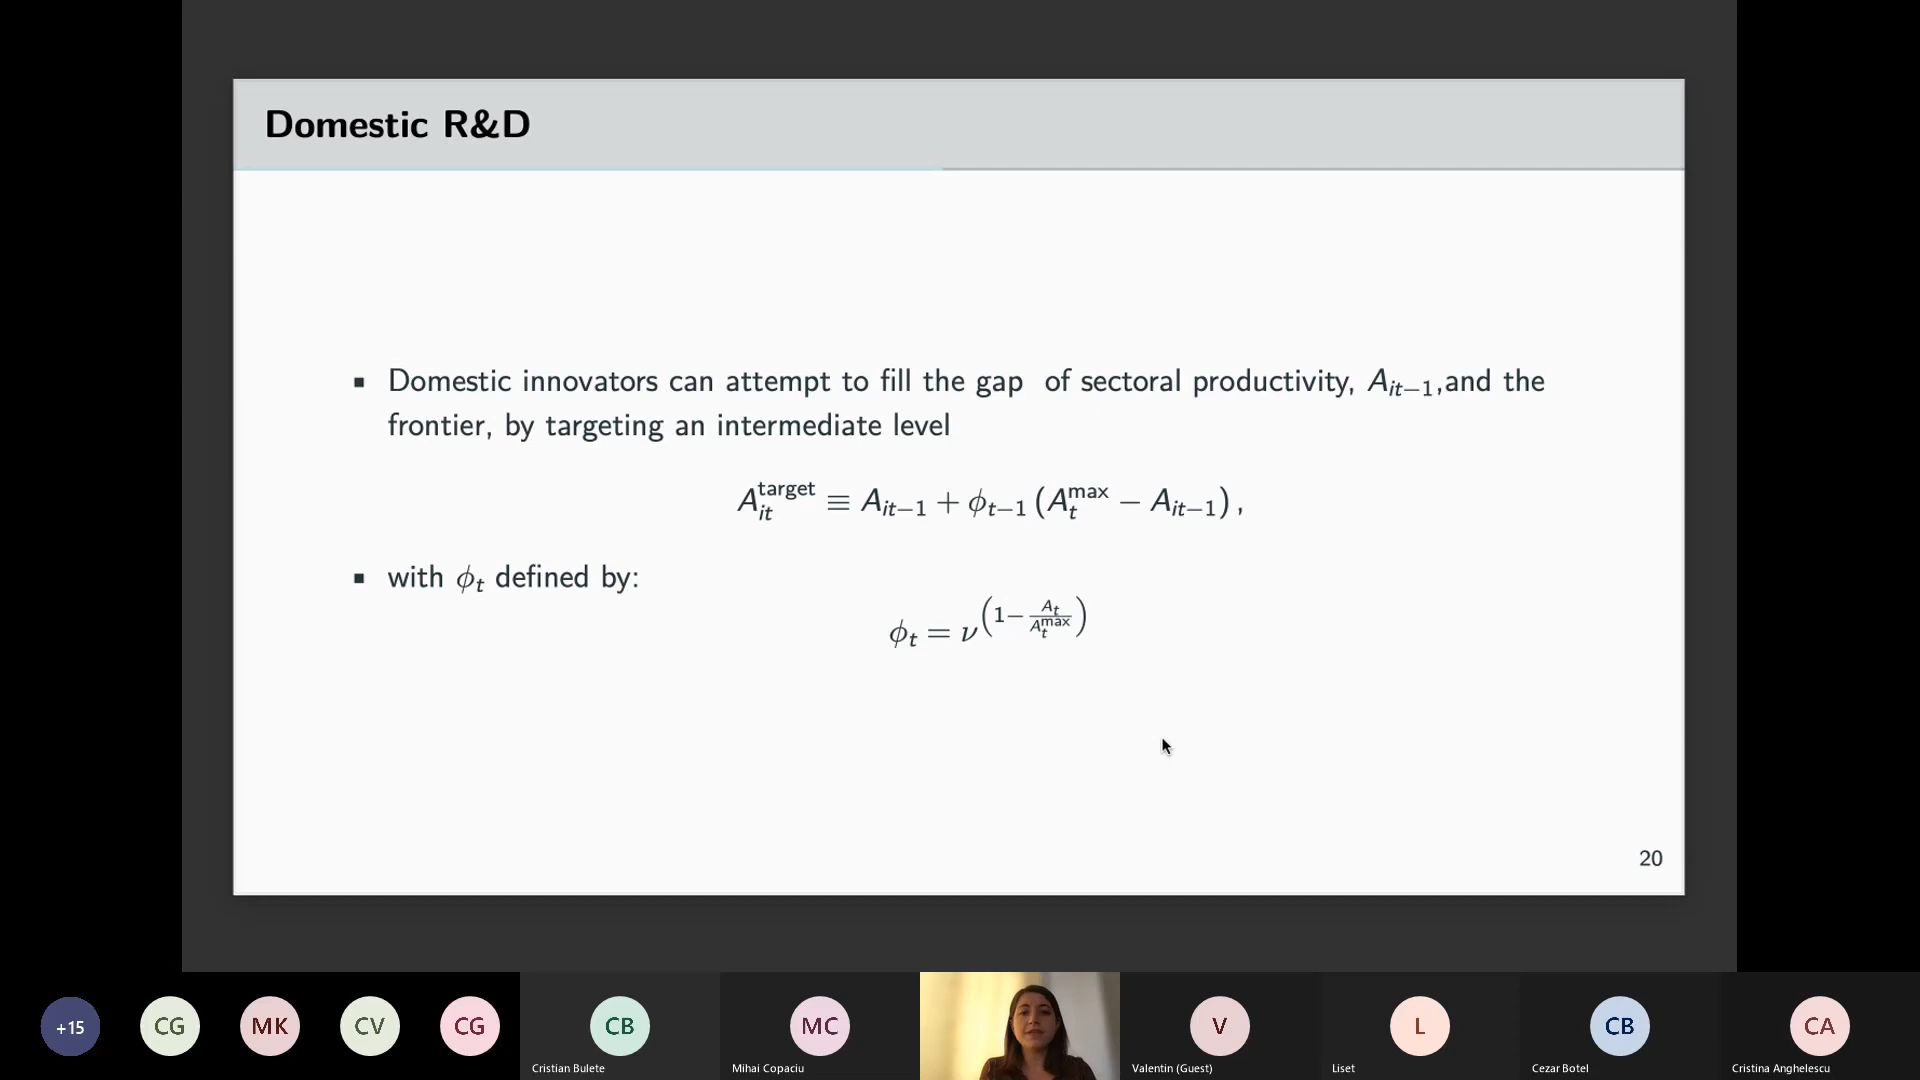 Domestic R&D
▪ Domestic innovators can attempt to fill the gap of sectoral productivity, A_{it−1},and the
frontier, by targeting an intermediate level
A_{it}^{target} ≡ A_{it−1} + ϕ_{t−1} (A_t^{max} − A_{it−1}) ,
▪ with ϕ_t defined by:
ϕ_t = ν^{(1− A_t/A_t^{max})}
20
+15
CG
MK
CV
CG
CB
MC
V
L
CB
CA
Cristian Bulete
Mihai Copaciu
Valentin (Guest)
Liset
Cezar Botel
Cristina Anghelescu